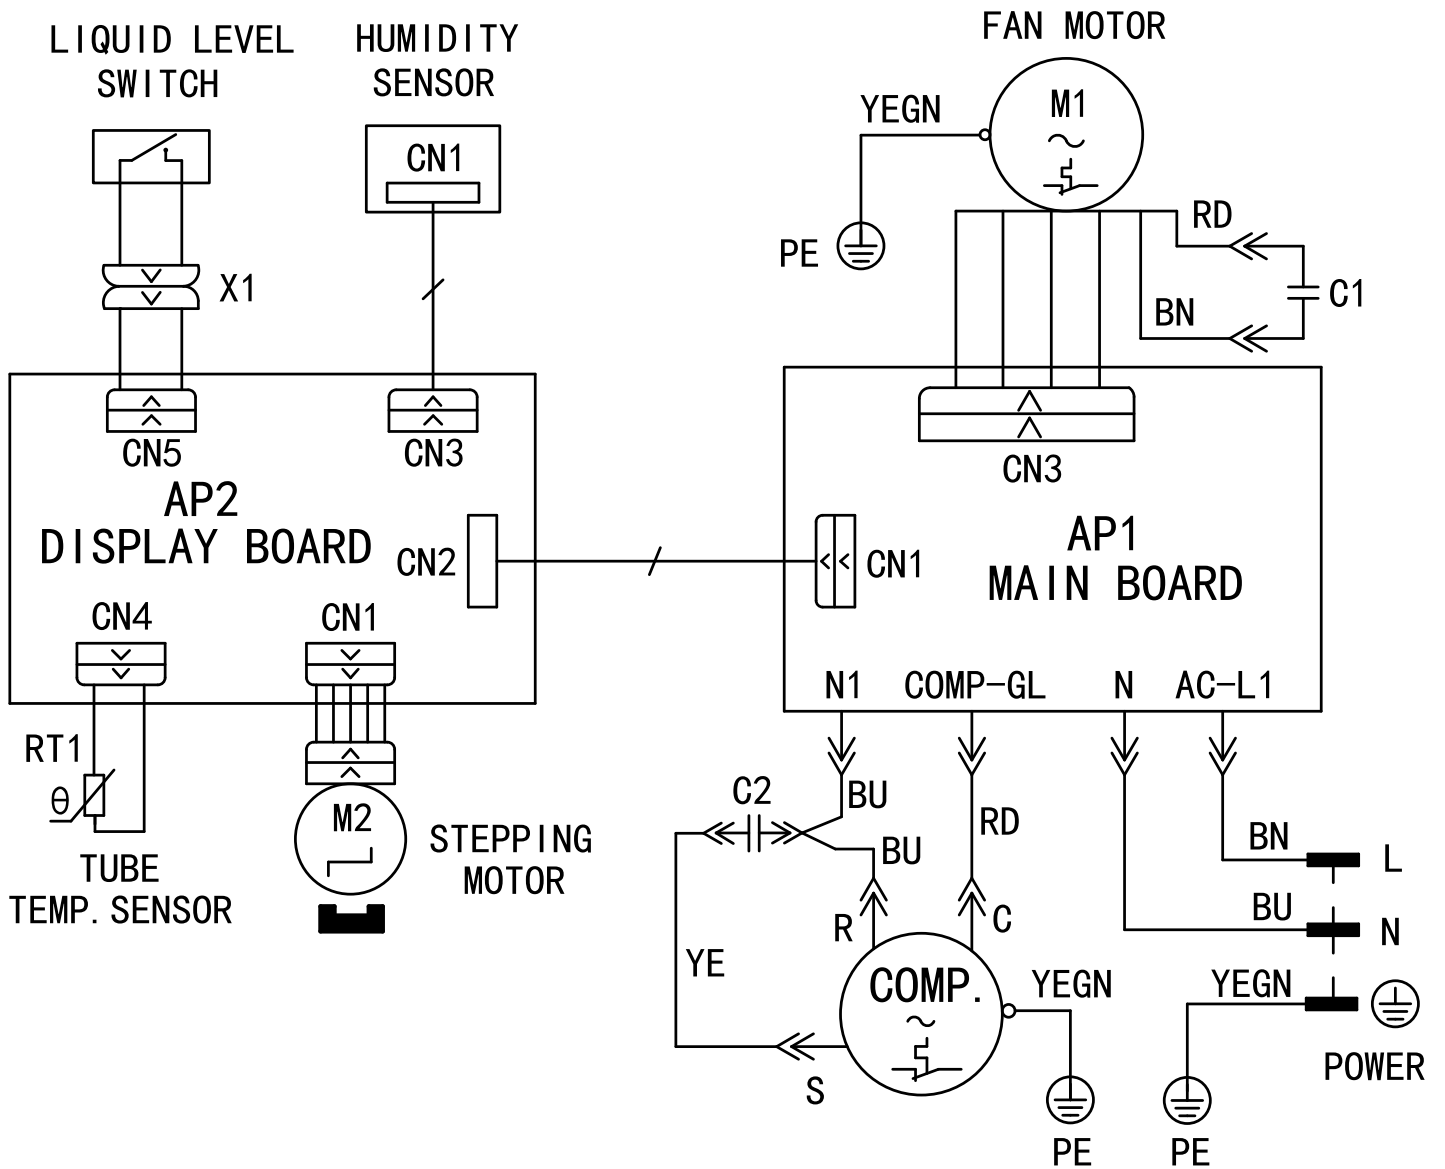 LIQUID LEVEL
SWITCH
HUMIDITY
SENSOR
FAN MOTOR
CN1
M1
YEGN
PE
RD
BN
C1
X1
CN5
CN3
CN3
AP2
DISPLAY BOARD
CN2
CN1
AP1
MAIN BOARD
CN4
CN1
N1
COMP-GL
N
AC-L1
RT1
θ
M2
STEPPING
MOTOR
TUBE
TEMP. SENSOR
C2
BU
BU
RD
R
C
YE
COMP.
S
YEGN
PE
BN
L
BU
N
YEGN
POWER
PE